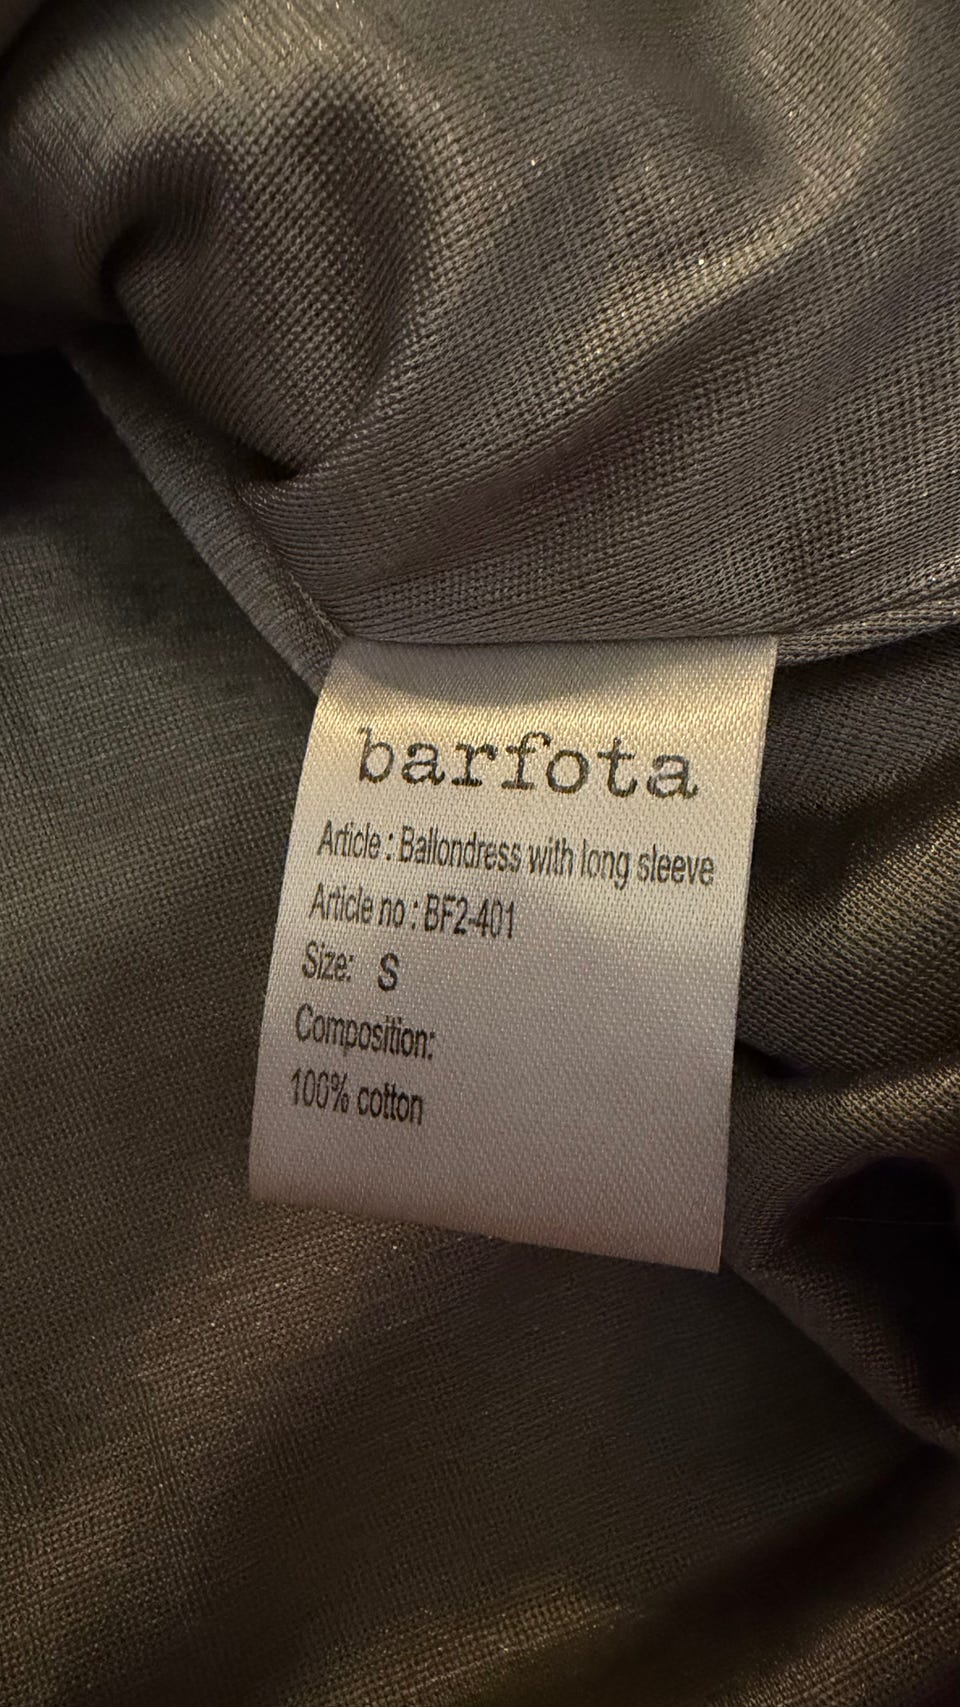 barfota
Article : Ballondress with long sleeve
Article no : BF2-401
Size: S
Composition:
100% cotton